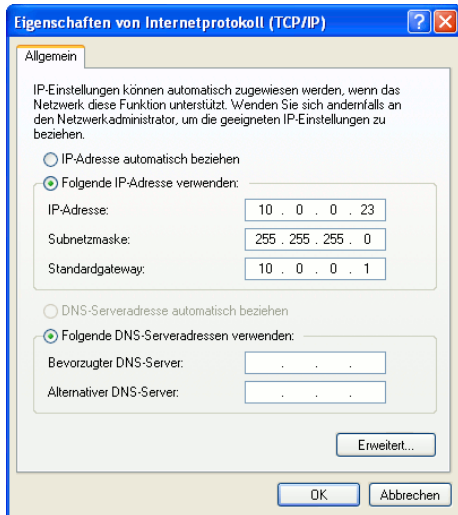 Eigenschaften von Internetprotokoll (TCP/IP)
Allgemein
IP-Einstellungen können automatisch zugewiesen werden, wenn das
Netzwerk diese Funktion unterstützt. Wenden Sie sich andernfalls an
den Netzwerkadministrator, um die geeigneten IP-Einstellungen zu
beziehen.
IP-Adresse automatisch beziehen
Folgende IP-Adresse verwenden:
IP-Adresse: 10 . 0 . 0 . 23
Subnetzmaske: 255 . 255 . 255 . 0
Standardgateway: 10 . 0 . 0 . 1
DNS-Serveradresse automatisch beziehen
Folgende DNS-Serveradressen verwenden:
Bevorzugter DNS-Server: . . .
Alternativer DNS-Server: . . .
Erweitert...
OK Abbrechen